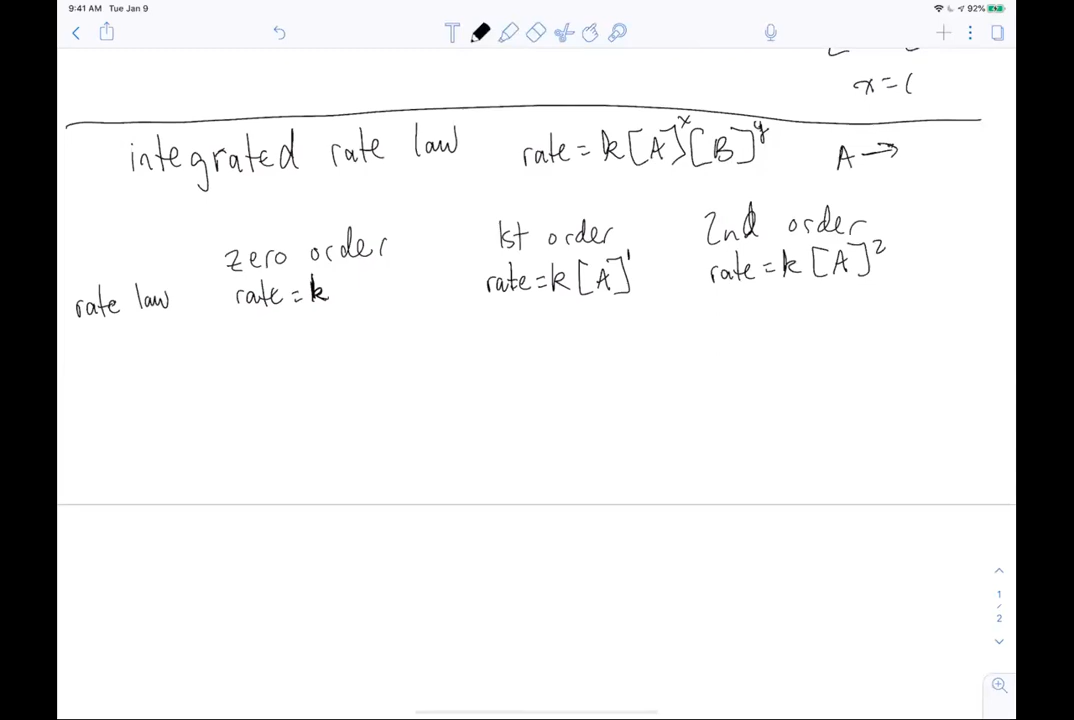 9:41 AM Tue Jan 9
92%
x = (
integrated rate law rate = k[A]ˣ[B]ʸ A →
zero order 1st order 2nd order
rate law rate = k rate = k[A]¹ rate = k[A]²
1
/
2